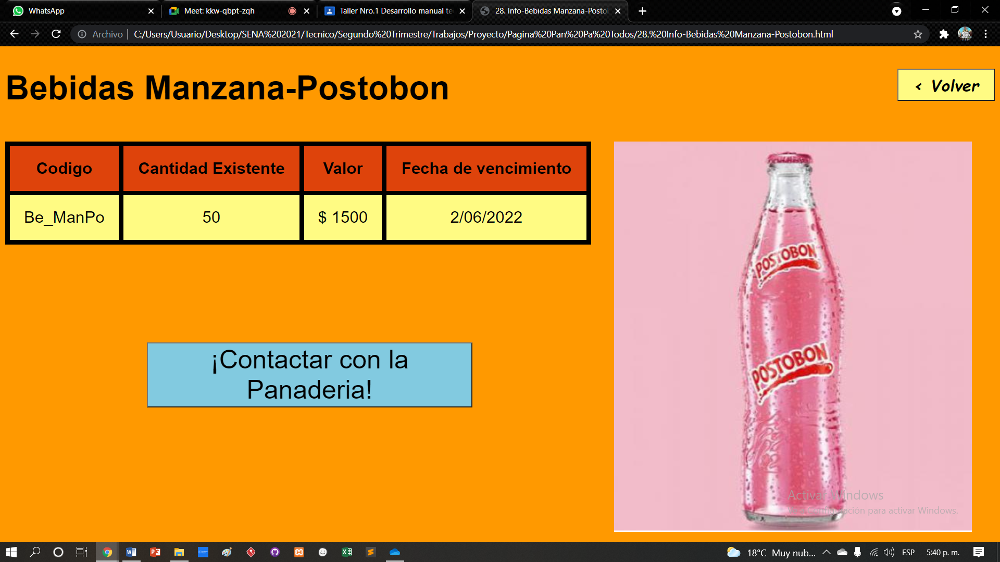 WhatsApp
Meet: kkw-qbpt-zqh
Taller Nro.1 Desarrollo manual te
28. Info-Bebidas Manzana-Posto
Archivo
C:/Users/Usuario/Desktop/SENA%202021/Tecnico/Segundo%20Trimestre/Trabajos/Proyecto/Pagina%20Pan%20Pa%20Todos/28.%20Info-Bebidas%20Manzana-Postobon.html
Bebidas Manzana-Postobon
< Volver
Codigo Cantidad Existente Valor Fecha de vencimiento
Be_ManPo 50 $ 1500 2/06/2022
POSTOBON
POSTOBON
¡Contactar con la
Panaderia!
Activar Windows
Ve a Configuración para activar Windows.
18°C Muy nub... ESP 5:40 p. m.